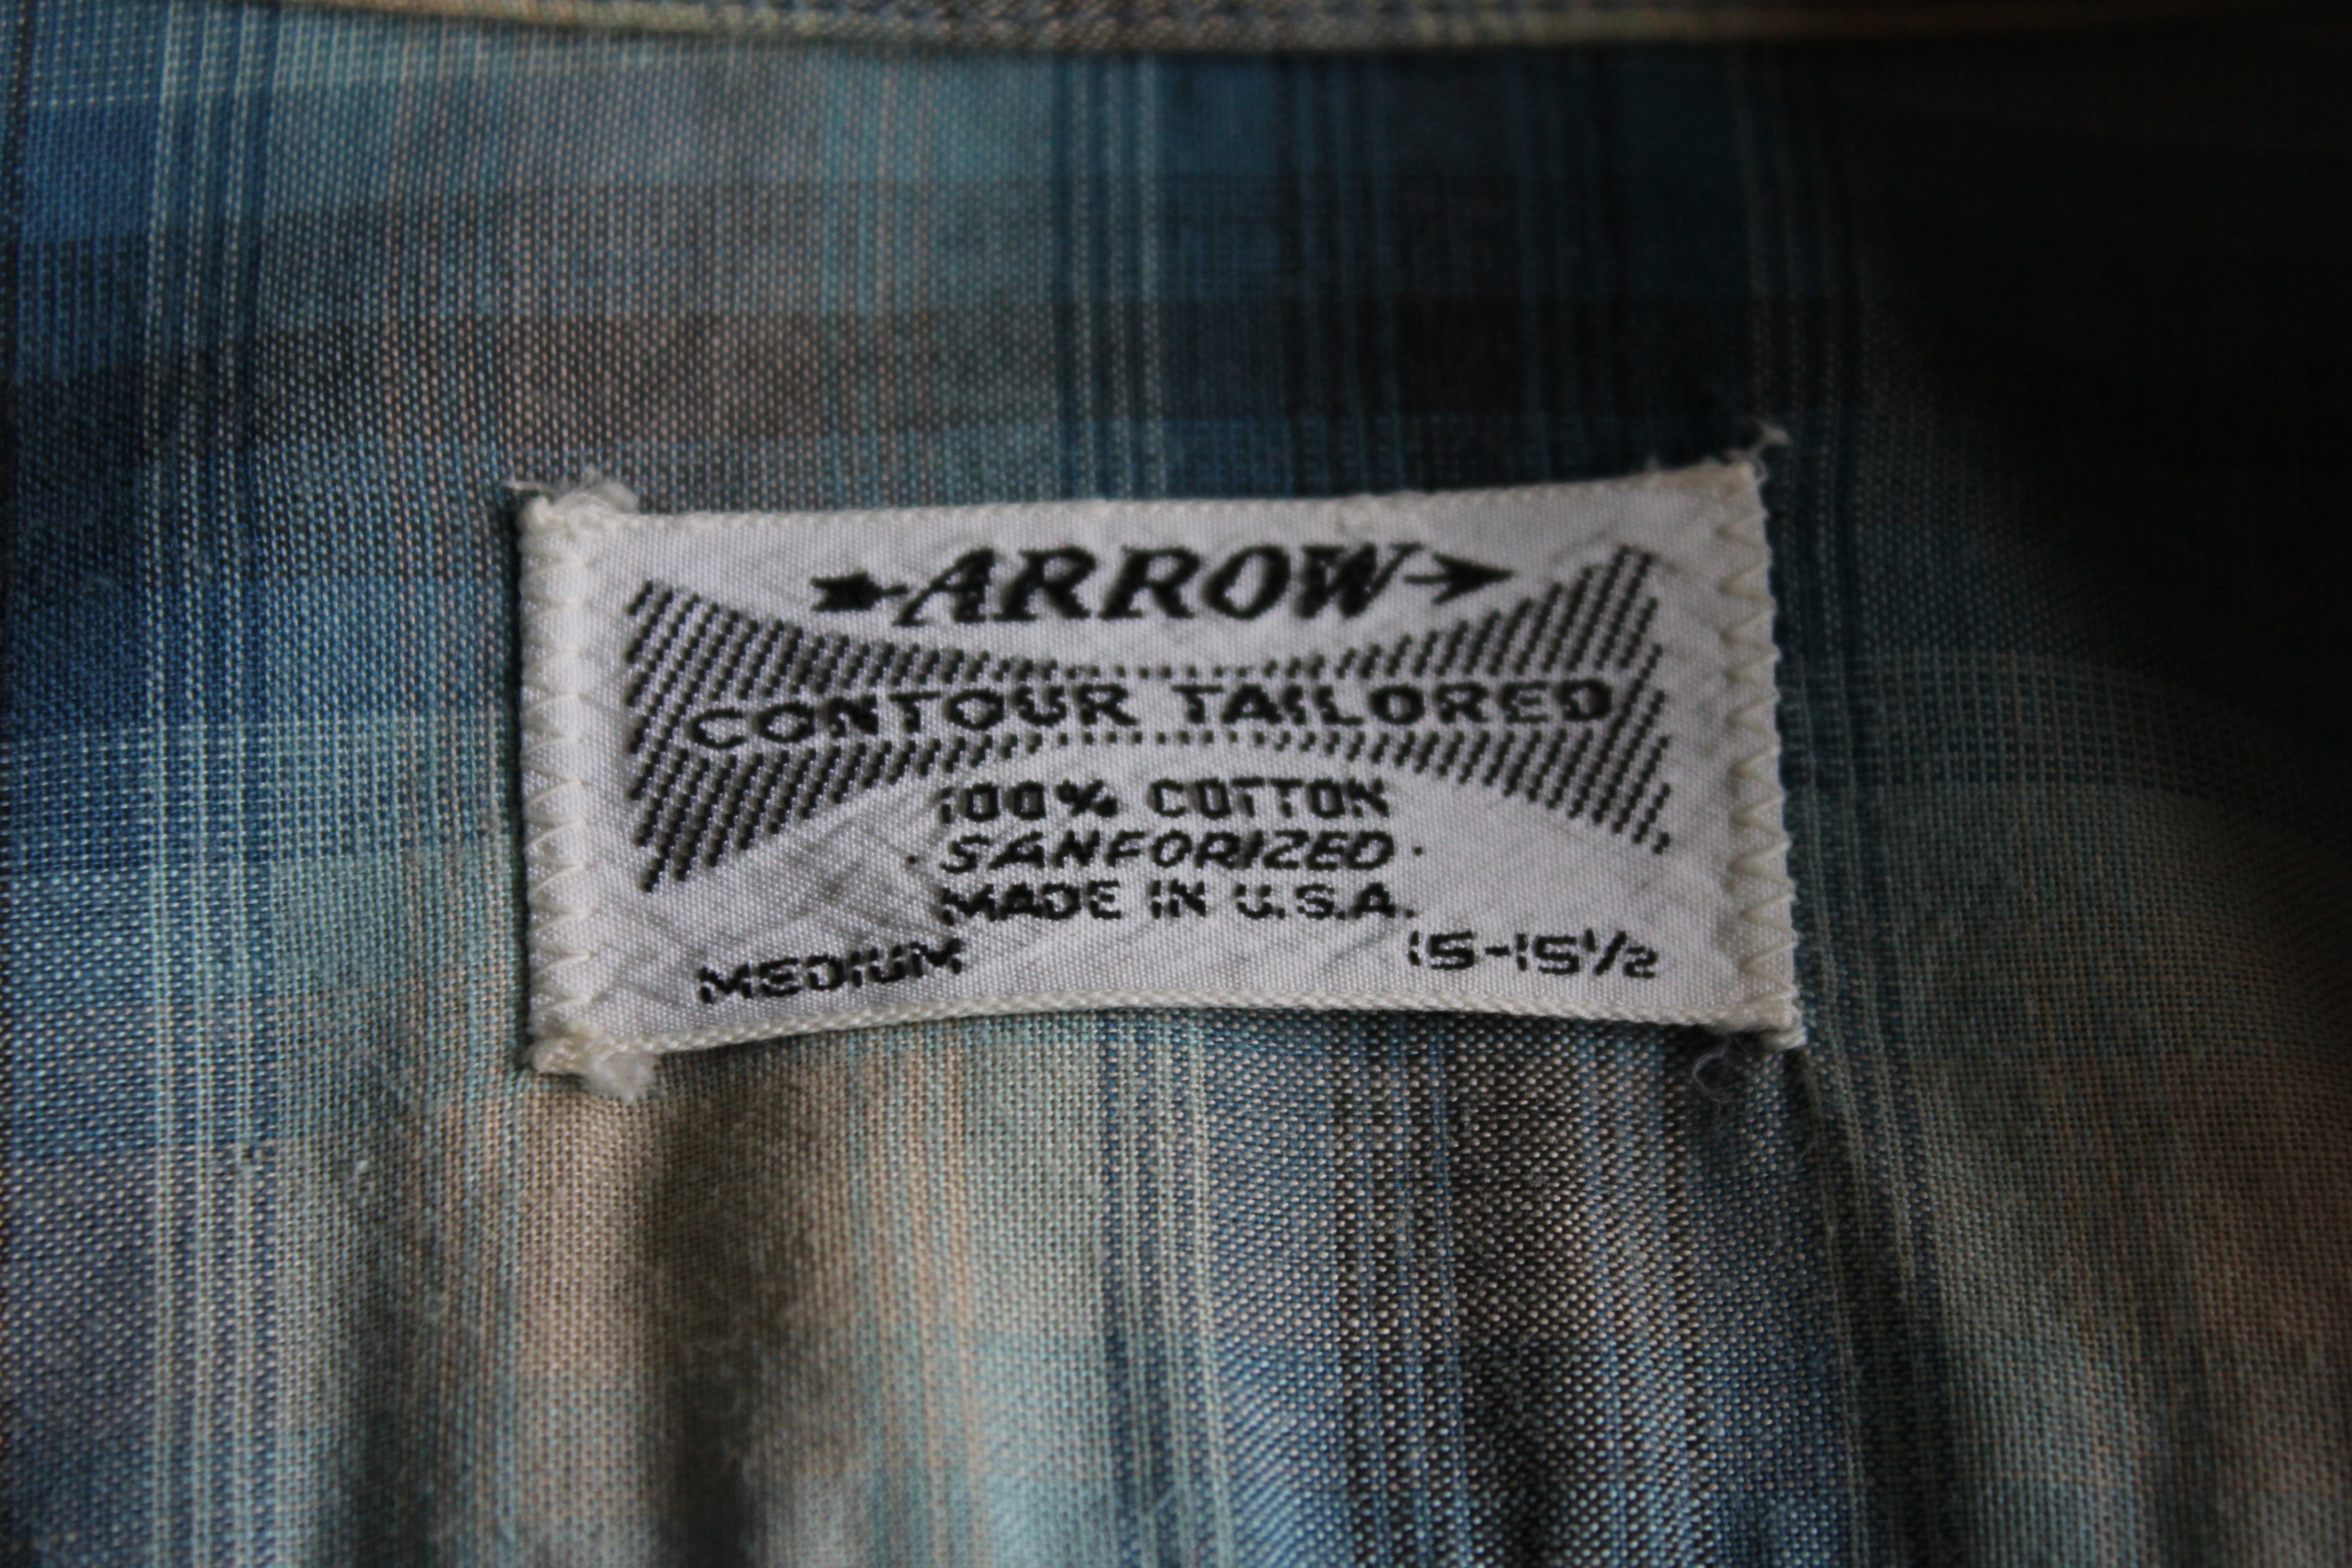 ARROW
CONTOUR TAILORED
100% COTTON
· SANFORIZED ·
MADE IN U.S.A.
MEDIUM 15-15½